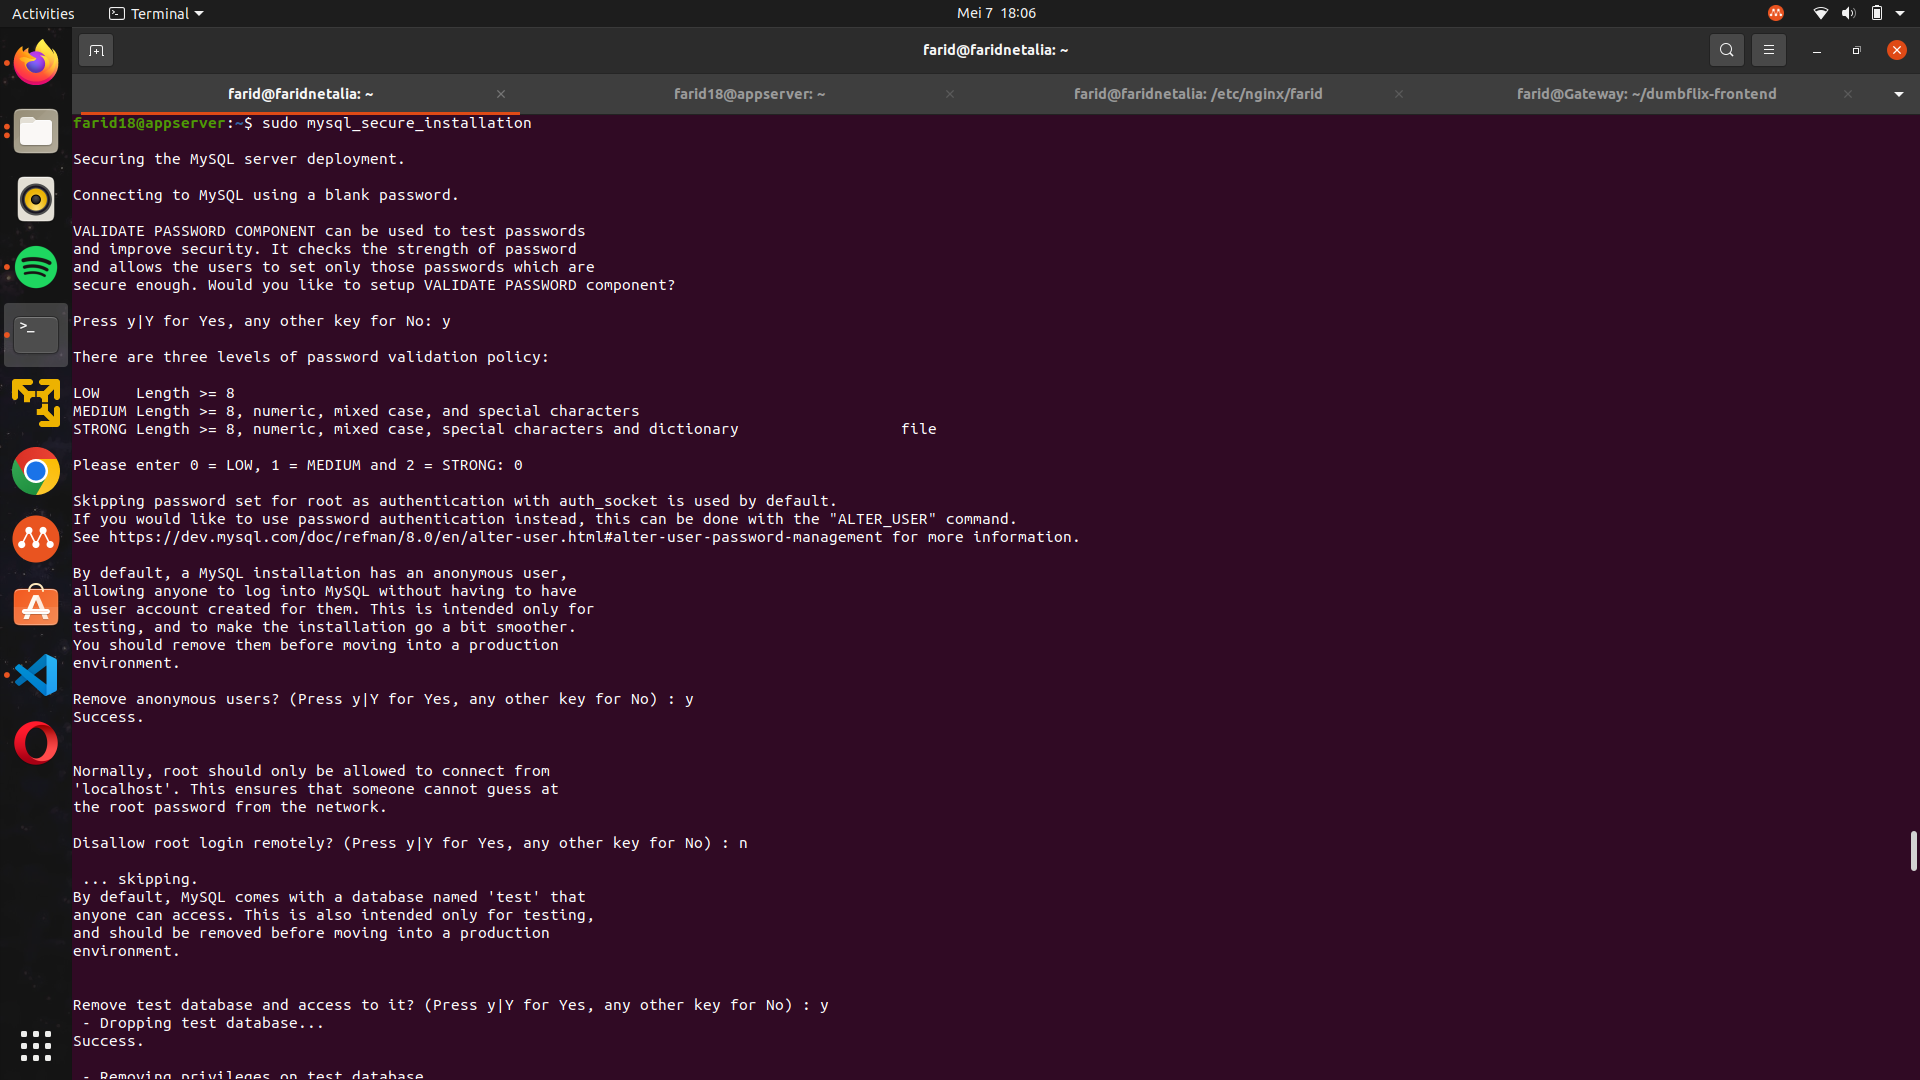 Activities
Terminal
Mei 7 18:06
farid@faridnetalia: ~
farid@faridnetalia: ~
farid18@appserver: ~
farid@faridnetalia: /etc/nginx/farid
farid@Gateway: ~/dumbflix-frontend
farid18@appserver:~$ sudo mysql_secure_installation
Securing the MySQL server deployment.
Connecting to MySQL using a blank password.
VALIDATE PASSWORD COMPONENT can be used to test passwords
and improve security. It checks the strength of password
and allows the users to set only those passwords which are
secure enough. Would you like to setup VALIDATE PASSWORD component?
Press y|Y for Yes, any other key for No: y
There are three levels of password validation policy:
LOW    Length >= 8
MEDIUM Length >= 8, numeric, mixed case, and special characters
STRONG Length >= 8, numeric, mixed case, special characters and dictionary                  file
Please enter 0 = LOW, 1 = MEDIUM and 2 = STRONG: 0
Skipping password set for root as authentication with auth_socket is used by default.
If you would like to use password authentication instead, this can be done with the "ALTER_USER" command.
See https://dev.mysql.com/doc/refman/8.0/en/alter-user.html#alter-user-password-management for more information.
By default, a MySQL installation has an anonymous user,
allowing anyone to log into MySQL without having to have
a user account created for them. This is intended only for
testing, and to make the installation go a bit smoother.
You should remove them before moving into a production
environment.
Remove anonymous users? (Press y|Y for Yes, any other key for No) : y
Success.
Normally, root should only be allowed to connect from
'localhost'. This ensures that someone cannot guess at
the root password from the network.
Disallow root login remotely? (Press y|Y for Yes, any other key for No) : n
... skipping.
By default, MySQL comes with a database named 'test' that
anyone can access. This is also intended only for testing,
and should be removed before moving into a production
environment.
Remove test database and access to it? (Press y|Y for Yes, any other key for No) : y
- Dropping test database...
Success.
- Removing privileges on test database